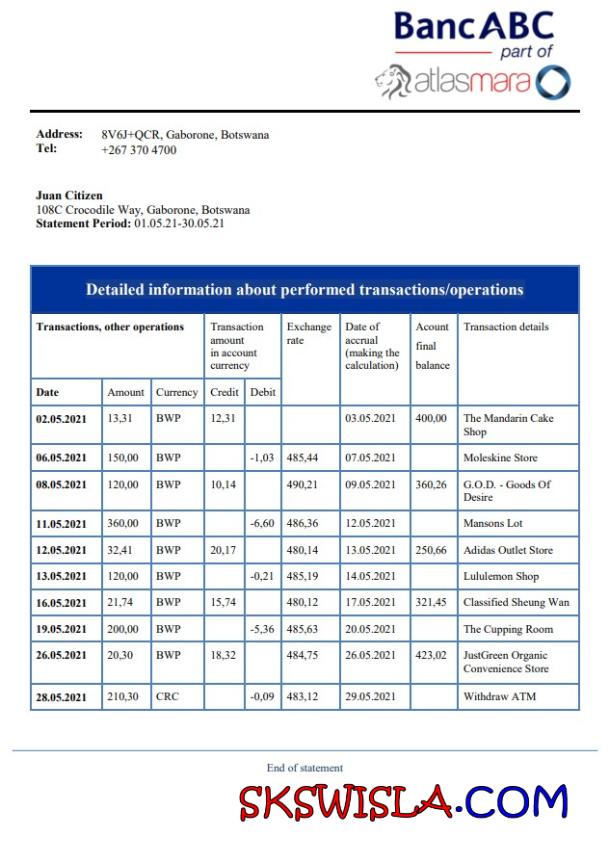 BancABC
part of
atlasmara
Address: 8V6J+QCR, Gaborone, Botswana
Tel: +267 370 4700
Juan Citizen
108C Crocodile Way, Gaborone, Botswana
Statement Period: 01.05.21-30.05.21
Detailed information about performed transactions/operations
Transactions, other operations
Transaction
amount
in account
currency
Exchange
rate
Date of
accrual
(making the
calculation)
Acount
final
balance
Transaction details
Date Amount Currency Credit Debit
02.05.2021 13,31 BWP 12,31 03.05.2021 400,00 The Mandarin Cake
Shop
06.05.2021 150,00 BWP -1,03 485,44 07.05.2021 Moleskine Store
08.05.2021 120,00 BWP 10,14 490,21 09.05.2021 360,26 G.O.D. - Goods Of
Desire
11.05.2021 360,00 BWP -6,60 486,36 12.05.2021 Mansons Lot
12.05.2021 32,41 BWP 20,17 480,14 13.05.2021 250,66 Adidas Outlet Store
13.05.2021 120,00 BWP -0,21 485,19 14.05.2021 Lululemon Shop
16.05.2021 21,74 BWP 15,74 480,12 17.05.2021 321,45 Classified Sheung Wan
19.05.2021 200,00 BWP -5,36 485,63 20.05.2021 The Cupping Room
26.05.2021 20,30 BWP 18,32 484,75 26.05.2021 423,02 JustGreen Organic
Convenience Store
28.05.2021 210,30 CRC -0,09 483,12 29.05.2021 Withdraw ATM
End of statement
SKSWISLA.COM